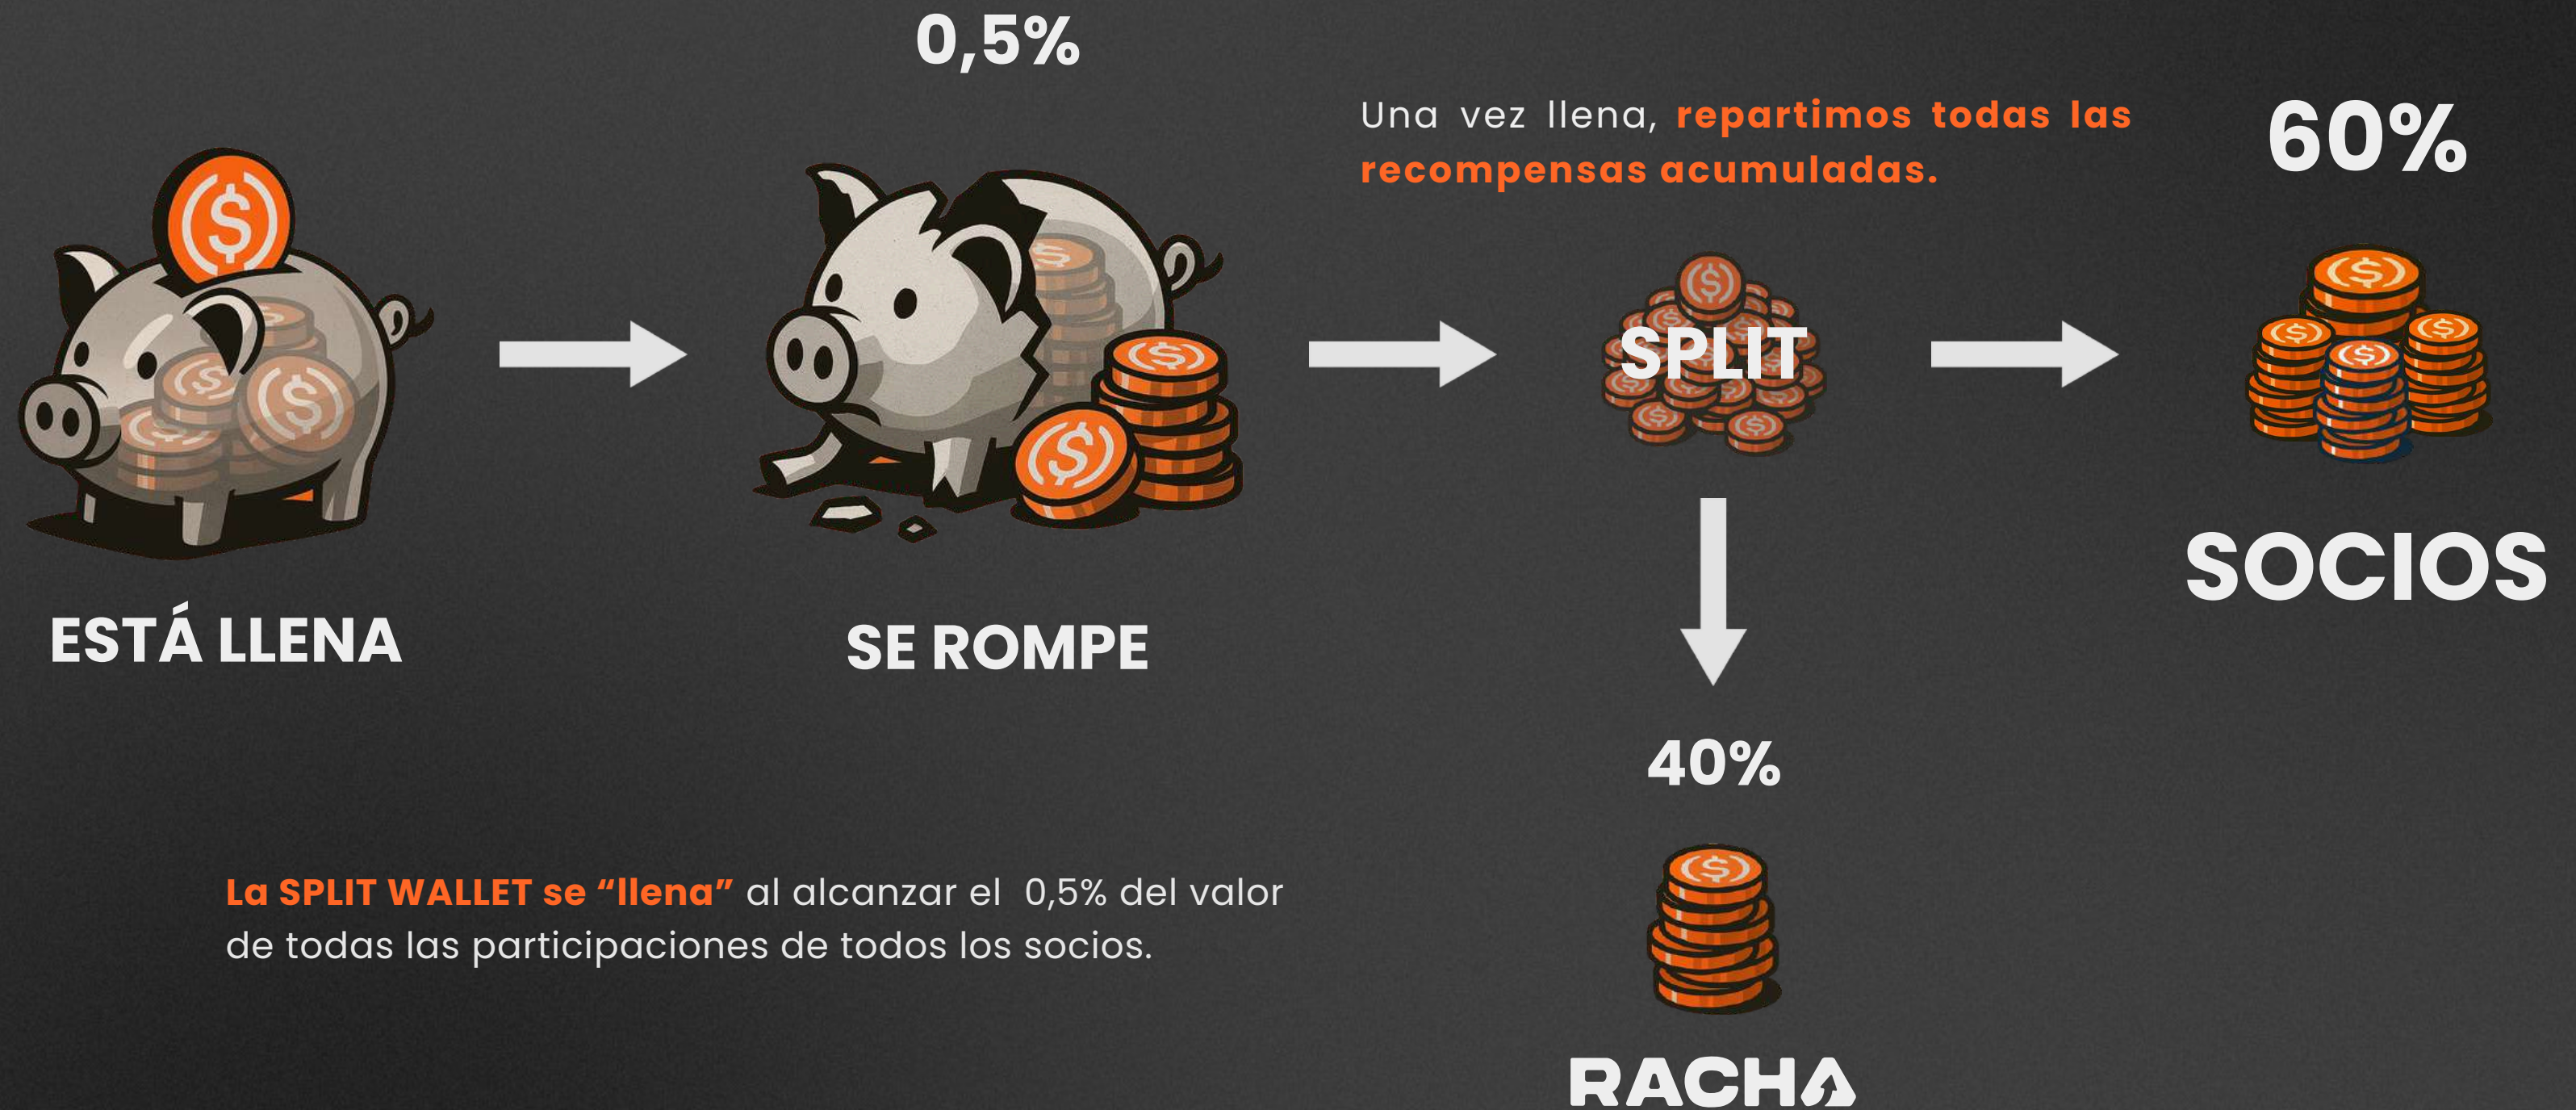 0,5%
Una vez llena, repartimos todas las
recompensas acumuladas.
60%
SPLIT
SOCIOS
ESTÁ LLENA
SE ROMPE
40%
La SPLIT WALLET se “llena” al alcanzar el  0,5% del valor
de todas las participaciones de todos los socios.
RACHA